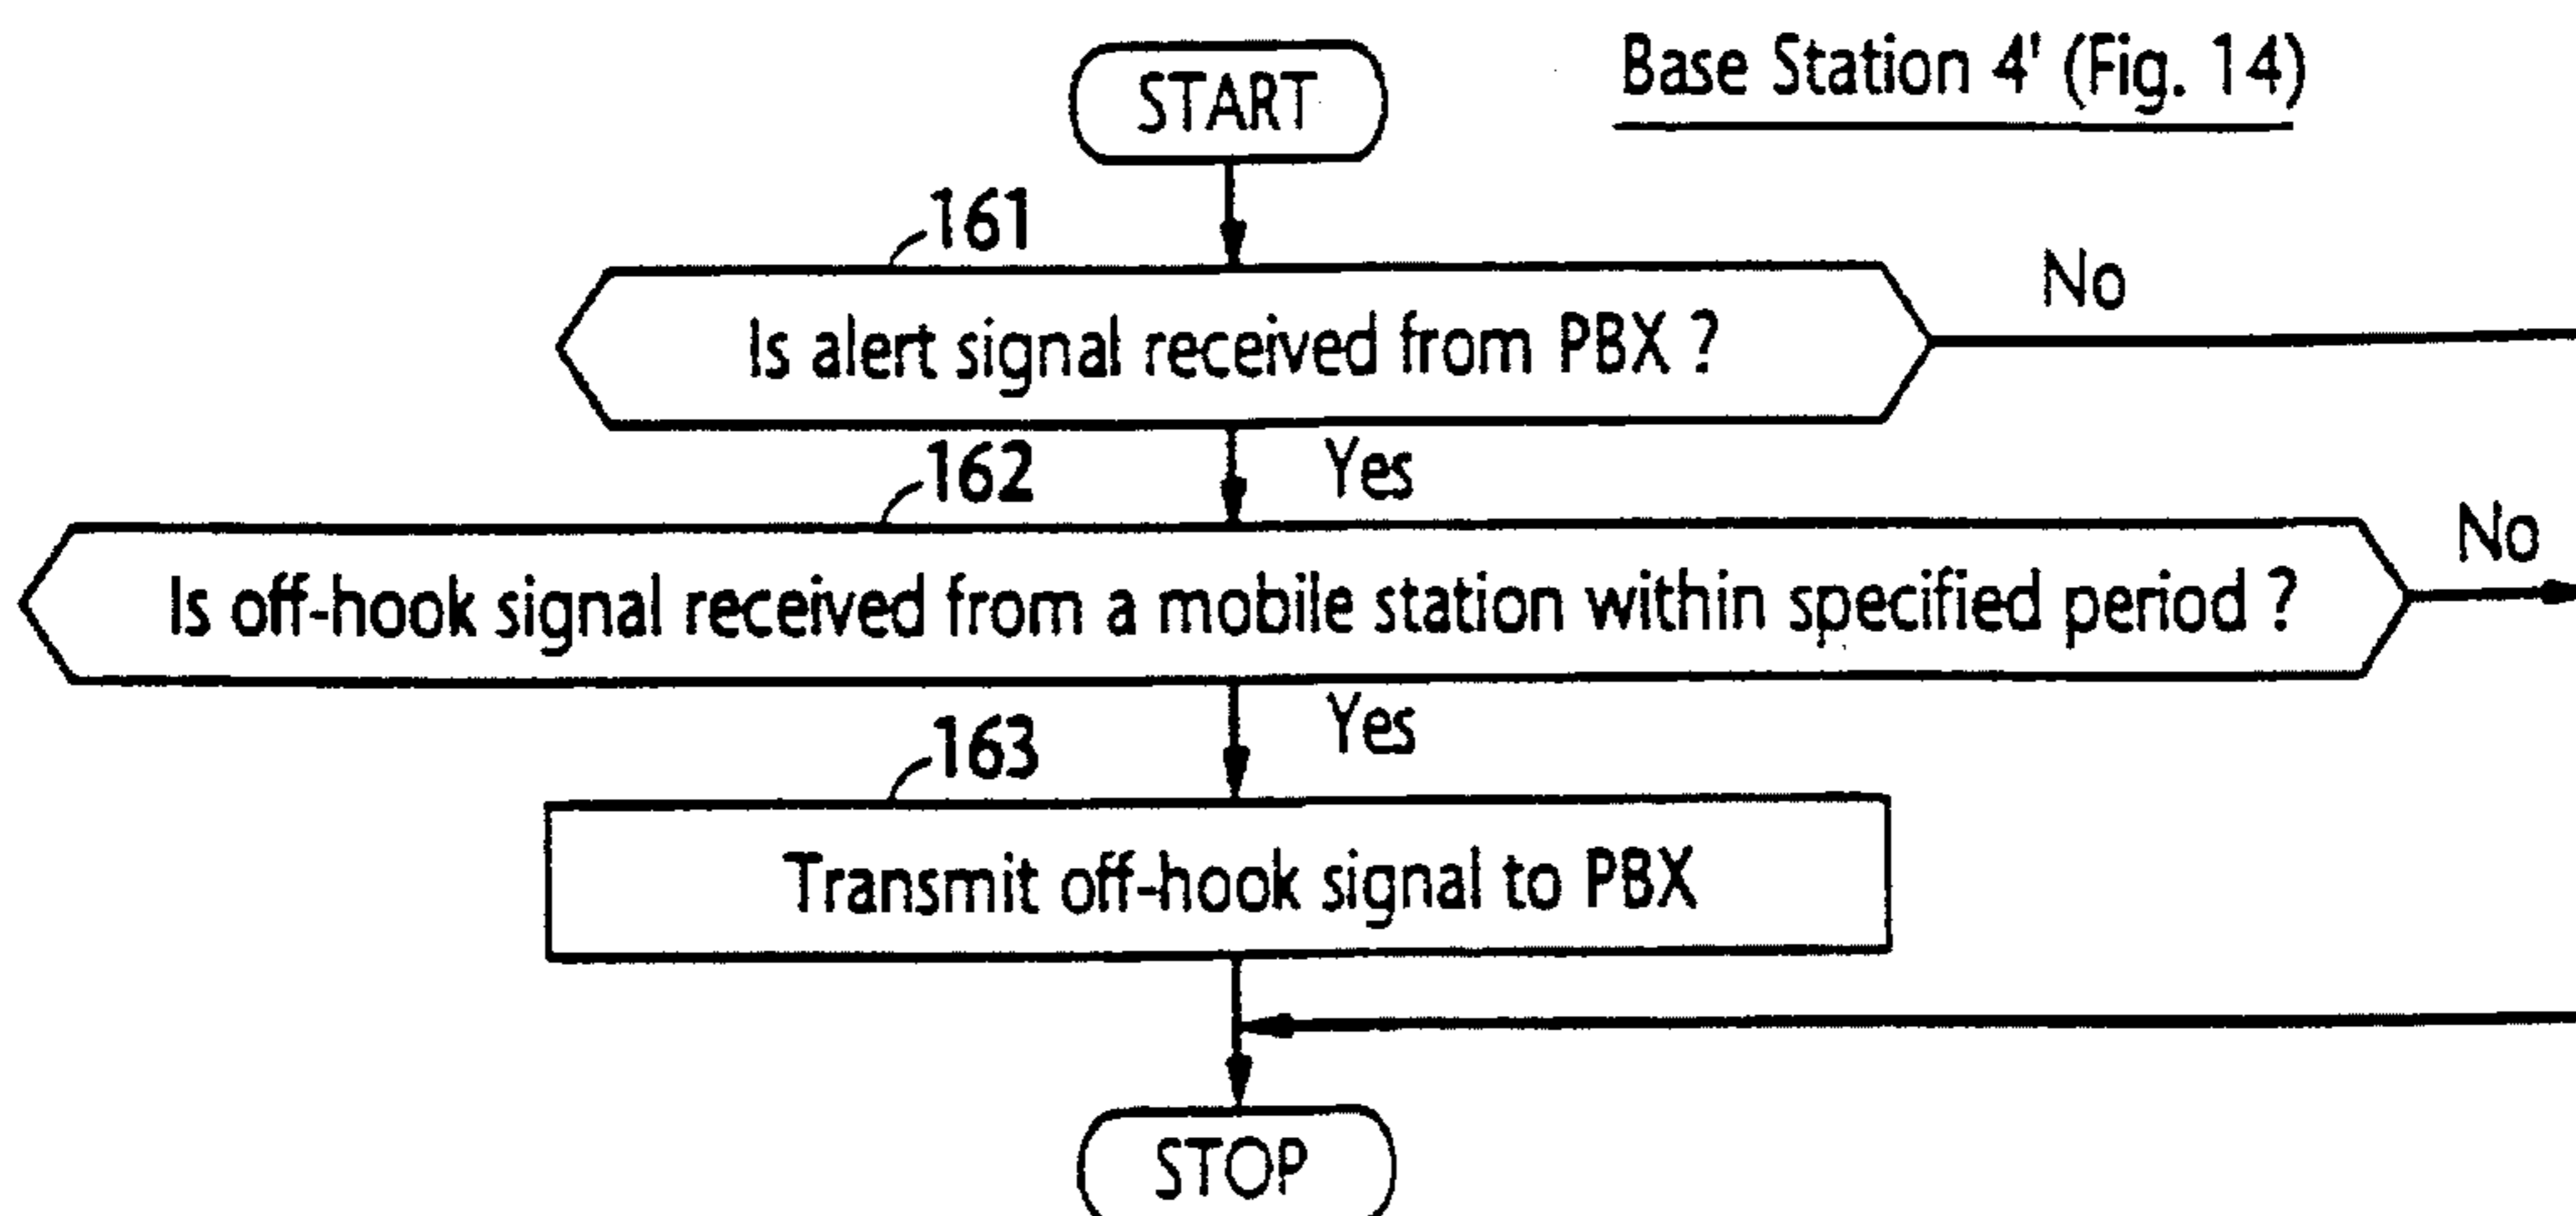 Base Station 4' (Fig. 14)
START
161
Is alert signal received from PBX ?
No
Yes
162
Is off-hook signal received from a mobile station within specified period ?
No
Yes
163
Transmit off-hook signal to PBX
STOP